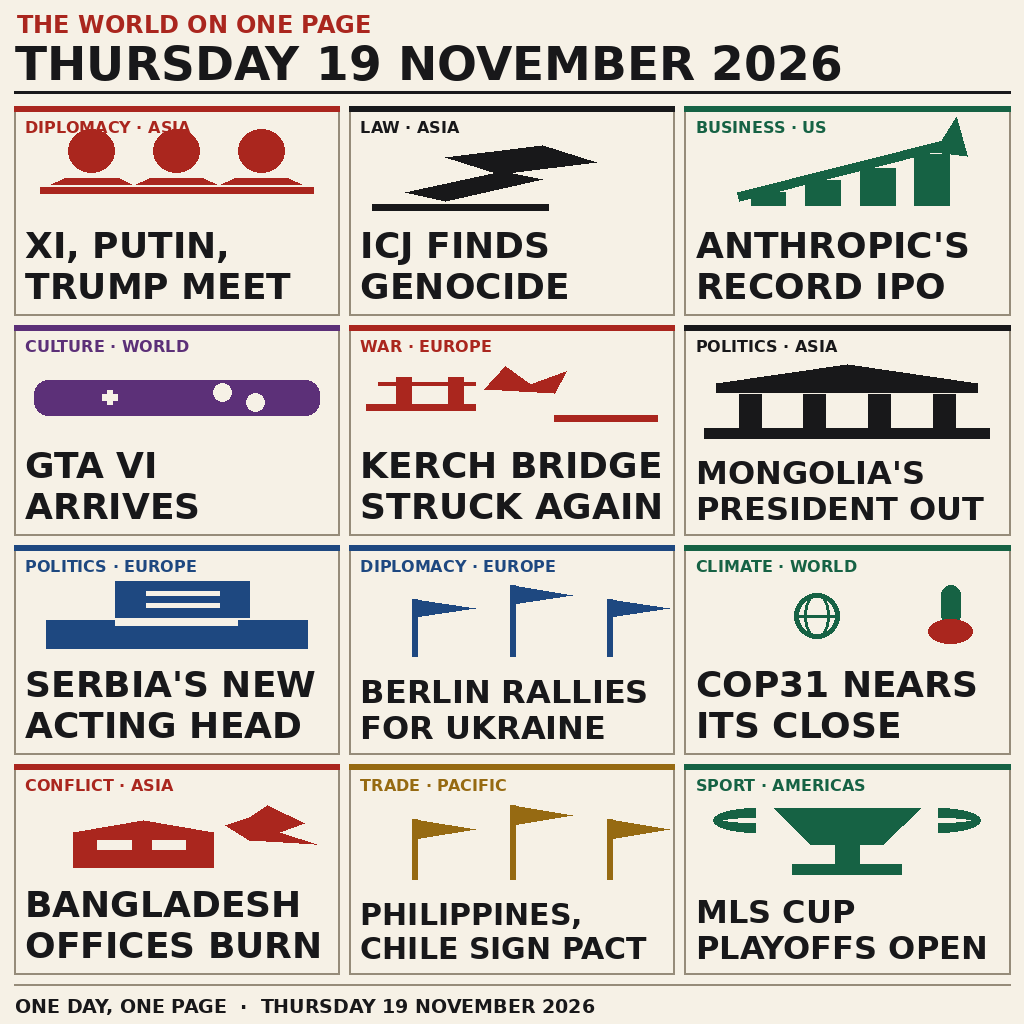 THE WORLD ON ONE PAGE
THURSDAY 19 NOVEMBER 2026
DIPLOMACY · ASIA
XI, PUTIN,
TRUMP MEET
LAW · ASIA
ICJ FINDS
GENOCIDE
BUSINESS · US
ANTHROPIC'S
RECORD IPO
CULTURE · WORLD
GTA VI
ARRIVES
WAR · EUROPE
KERCH BRIDGE
STRUCK AGAIN
POLITICS · ASIA
MONGOLIA'S
PRESIDENT OUT
POLITICS · EUROPE
SERBIA'S NEW
ACTING HEAD
DIPLOMACY · EUROPE
BERLIN RALLIES
FOR UKRAINE
CLIMATE · WORLD
COP31 NEARS
ITS CLOSE
CONFLICT · ASIA
BANGLADESH
OFFICES BURN
TRADE · PACIFIC
PHILIPPINES,
CHILE SIGN PACT
SPORT · AMERICAS
MLS CUP
PLAYOFFS OPEN
ONE DAY, ONE PAGE · THURSDAY 19 NOVEMBER 2026